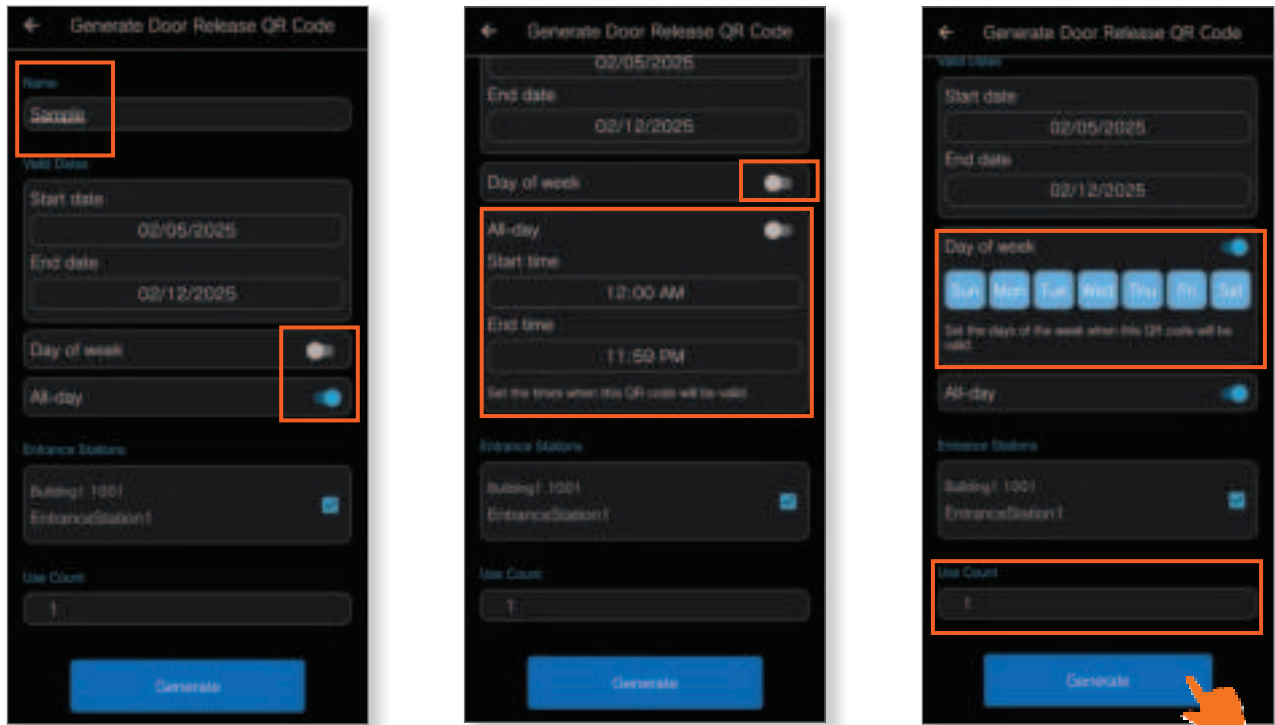 Generate Door Release QR Code
Name
Sample
Valid Dates
Start date
02/05/2025
End date
02/12/2025
Day of week
All-day
Entrance Stations
Building1 1001
EntranceStation1
Use Count
1
Generate
Generate Door Release QR Code
02/05/2025
End date
02/12/2025
Day of week
All-day
Start time
12:00 AM
End time
11:59 PM
Set the times when this QR code will be valid
Entrance Stations
Building1 1001
EntranceStation1
Use Count
1
Generate
Generate Door Release QR Code
Valid Dates
Start date
02/05/2025
End date
02/12/2025
Day of week
Sun Mon Tue Wed Thu Fri Sat
Set the days of the week when this QR code will be
valid
All-day
Entrance Stations
Building1 1001
EntranceStation1
Use Count
1
Generate